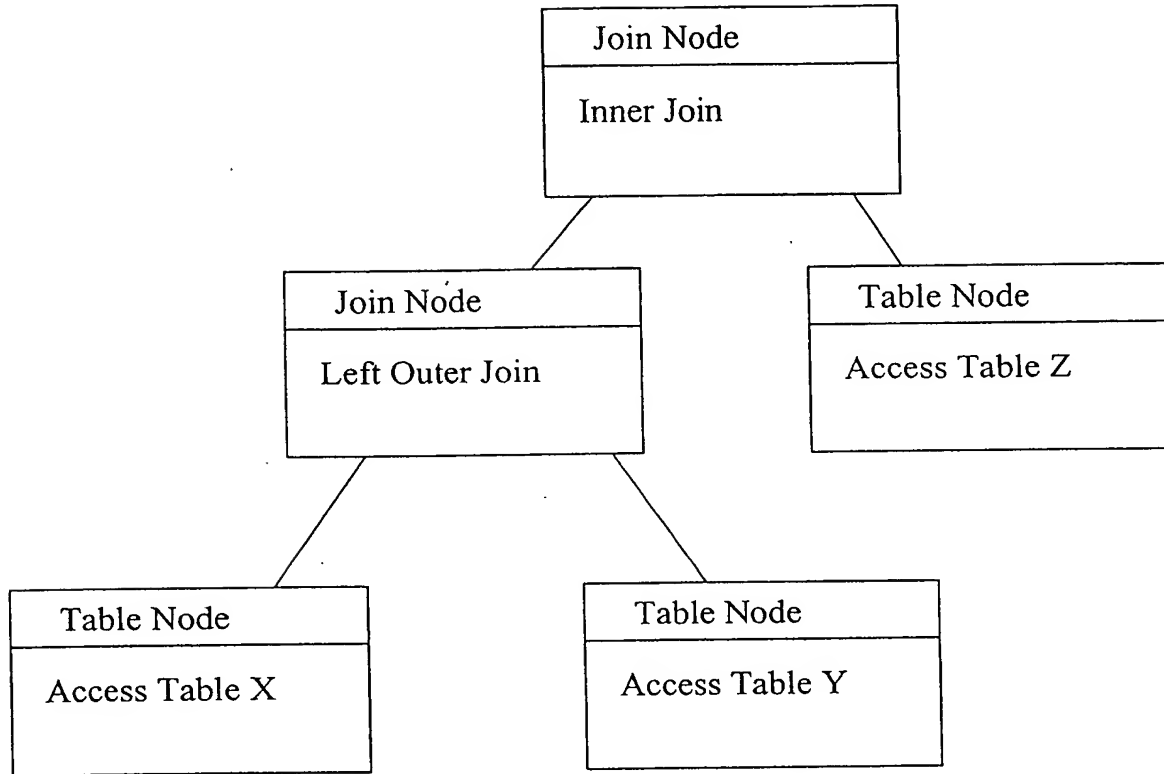 Join Node
Inner Join
Join Node
Left Outer Join
Table Node
Access Table Z
Table Node
Access Table X
Table Node
Access Table Y